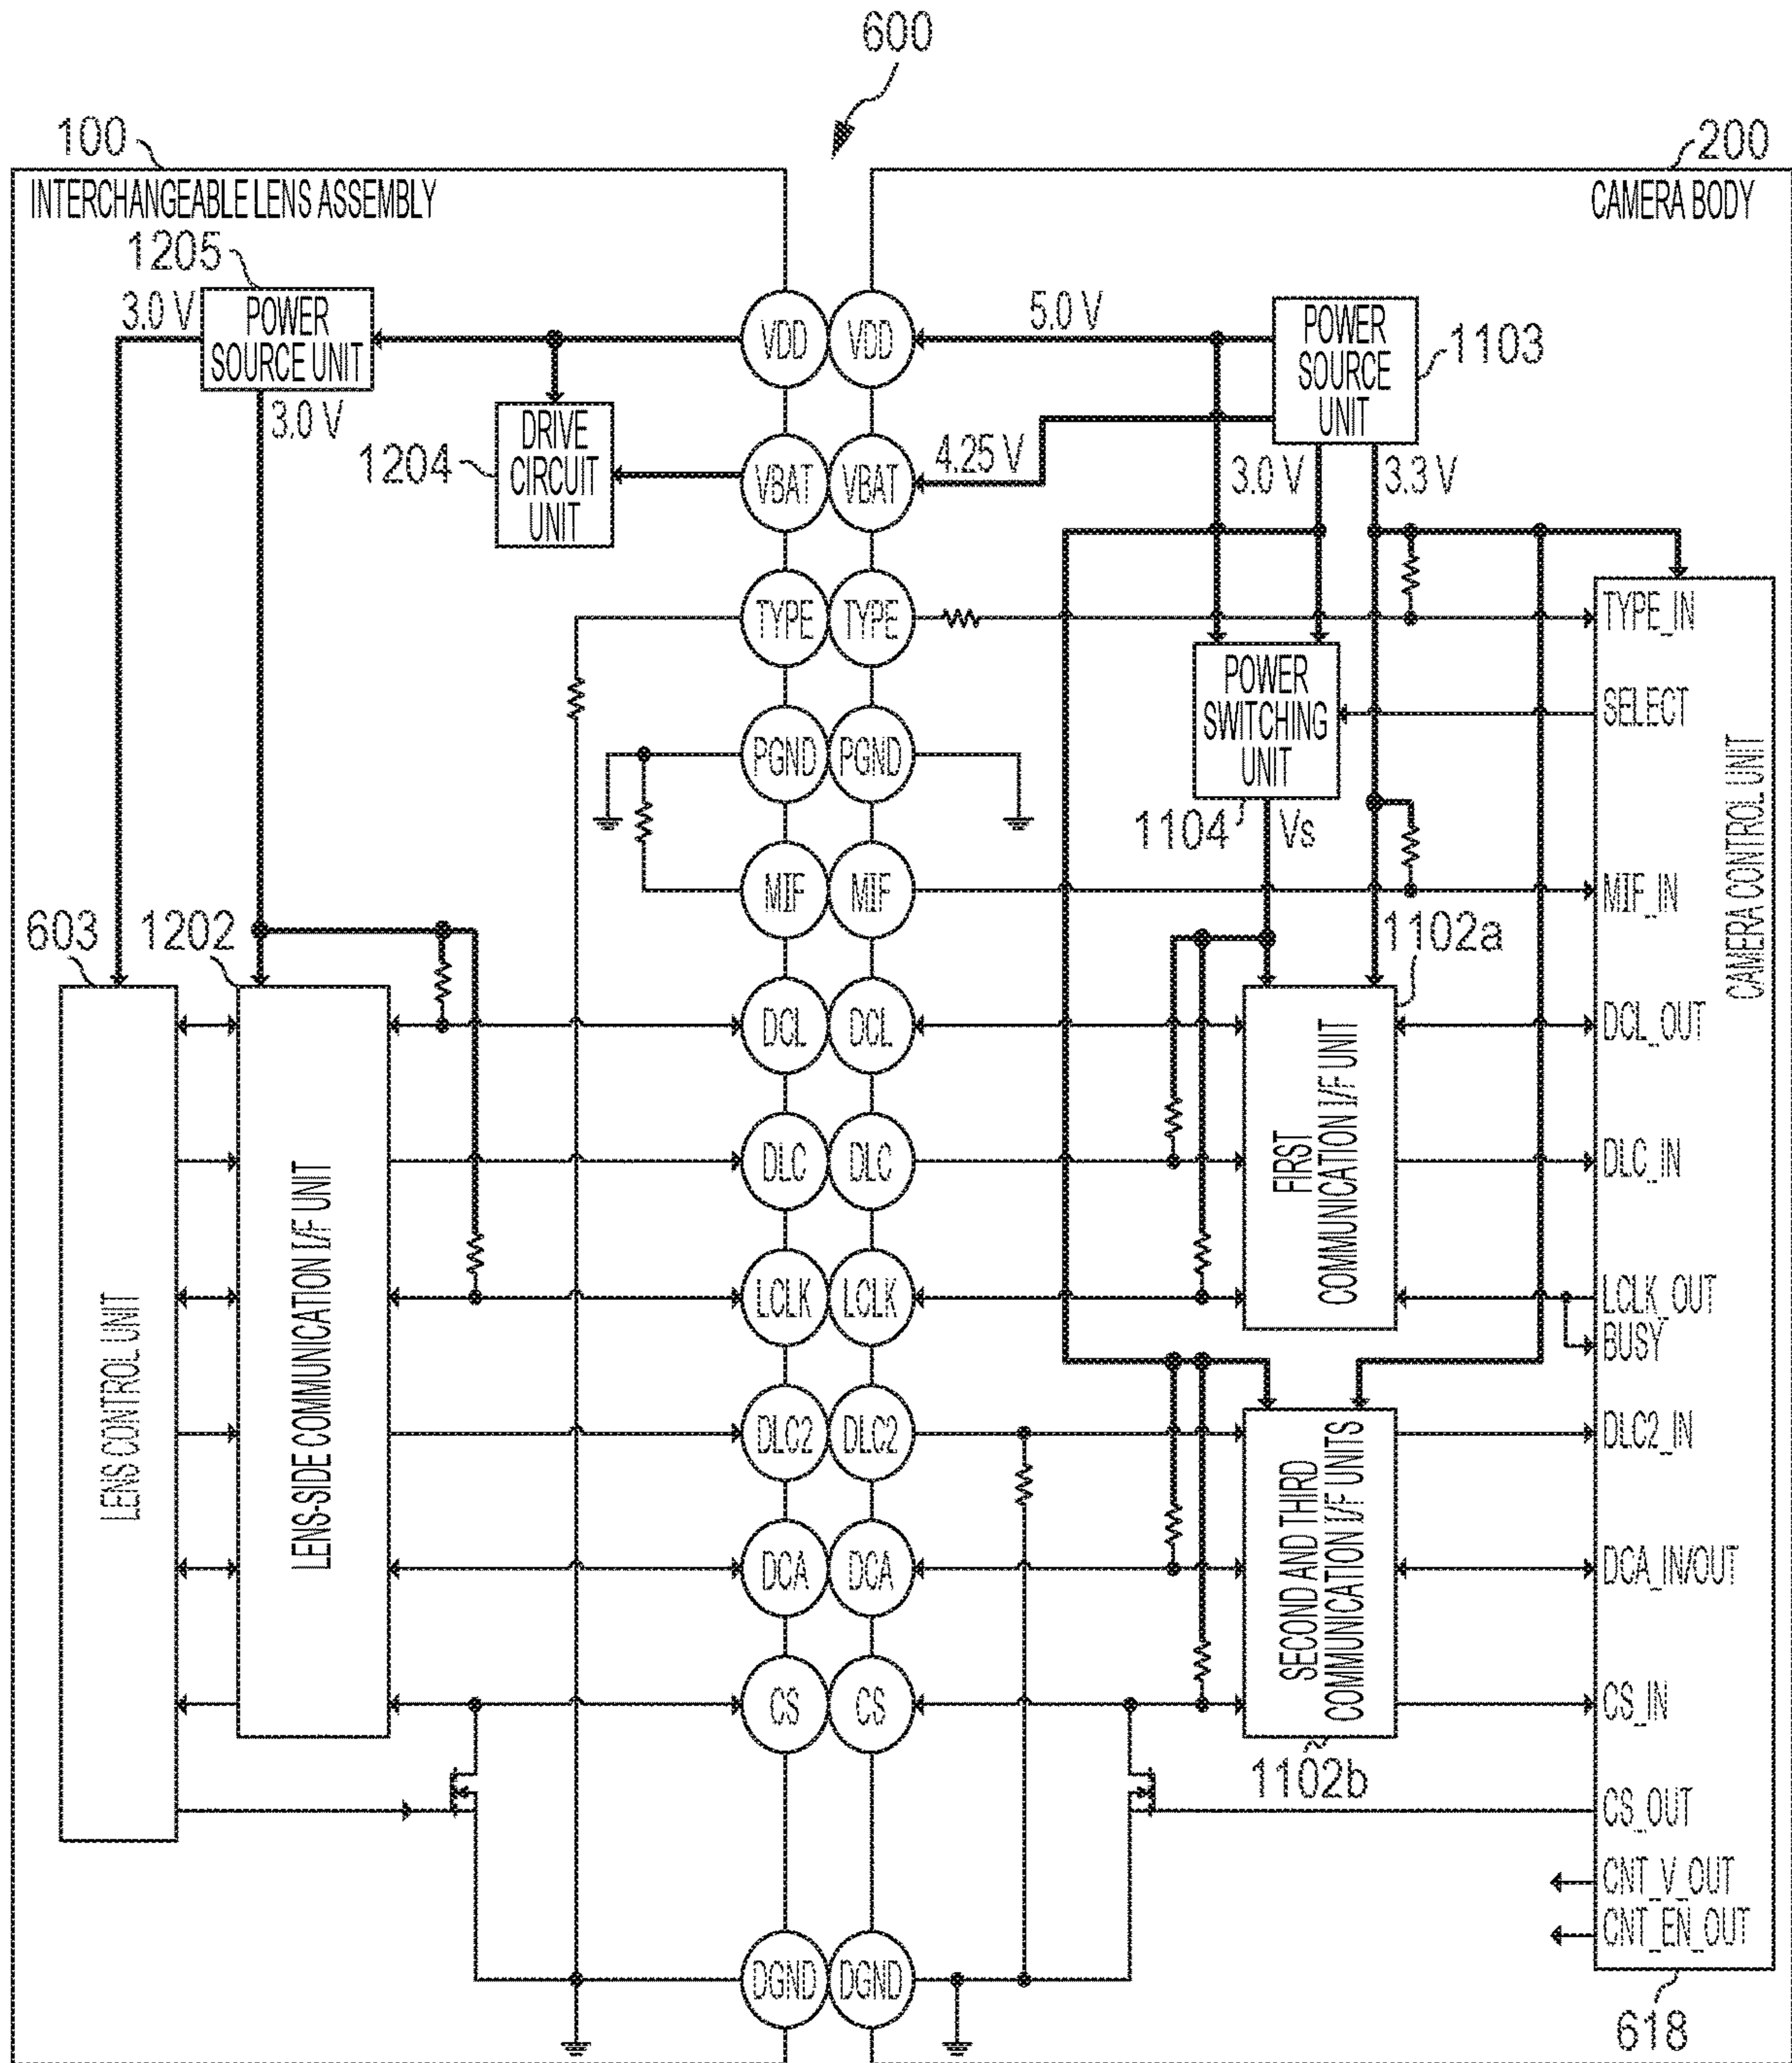 600
100
200
INTERCHANGEABLE LENS ASSEMBLY
CAMERA BODY
1205
3.0 V
POWER
SOURCE UNIT
3.0 V
VDD
VDD
5.0 V
POWER
SOURCE
UNIT
1103
1204
DRIVE
CIRCUIT
UNIT
VBAT
VBAT
4.25 V
3.0 V
3.3 V
TYPE
TYPE
TYPE_IN
POWER
SWITCHING
UNIT
SELECT
PGND
PGND
1104
Vs
CAMERA CONTROL UNIT
MIF
MIF
MIF_IN
603
1202
1102a
DCL
DCL
DCL_OUT
DLC
DLC
FIRST
COMMUNICATION I/F UNIT
DLC_IN
LENS CONTROL UNIT
LENS-SIDE COMMUNICATION I/F UNIT
LCLK
LCLK
LCLK_OUT
BUSY
DLC2
DLC2
DLC2_IN
SECOND AND THIRD
COMMUNICATION I/F UNITS
DCA
DCA
DCA_IN/OUT
CS
CS
CS_IN
1102b
CS_OUT
CNT_V_OUT
CNT_EN_OUT
DGND
DGND
618